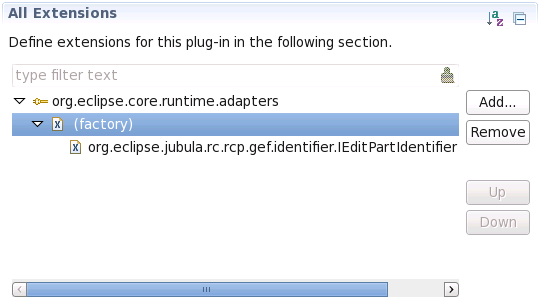 All Extensions
Define extensions for this plug-in in the following section.
type filter text
org.eclipse.core.runtime.adapters
Add...
(factory)
Remove
org.eclipse.jubula.rc.rcp.gef.identifier.IEditPartIdentifier
Up
Down